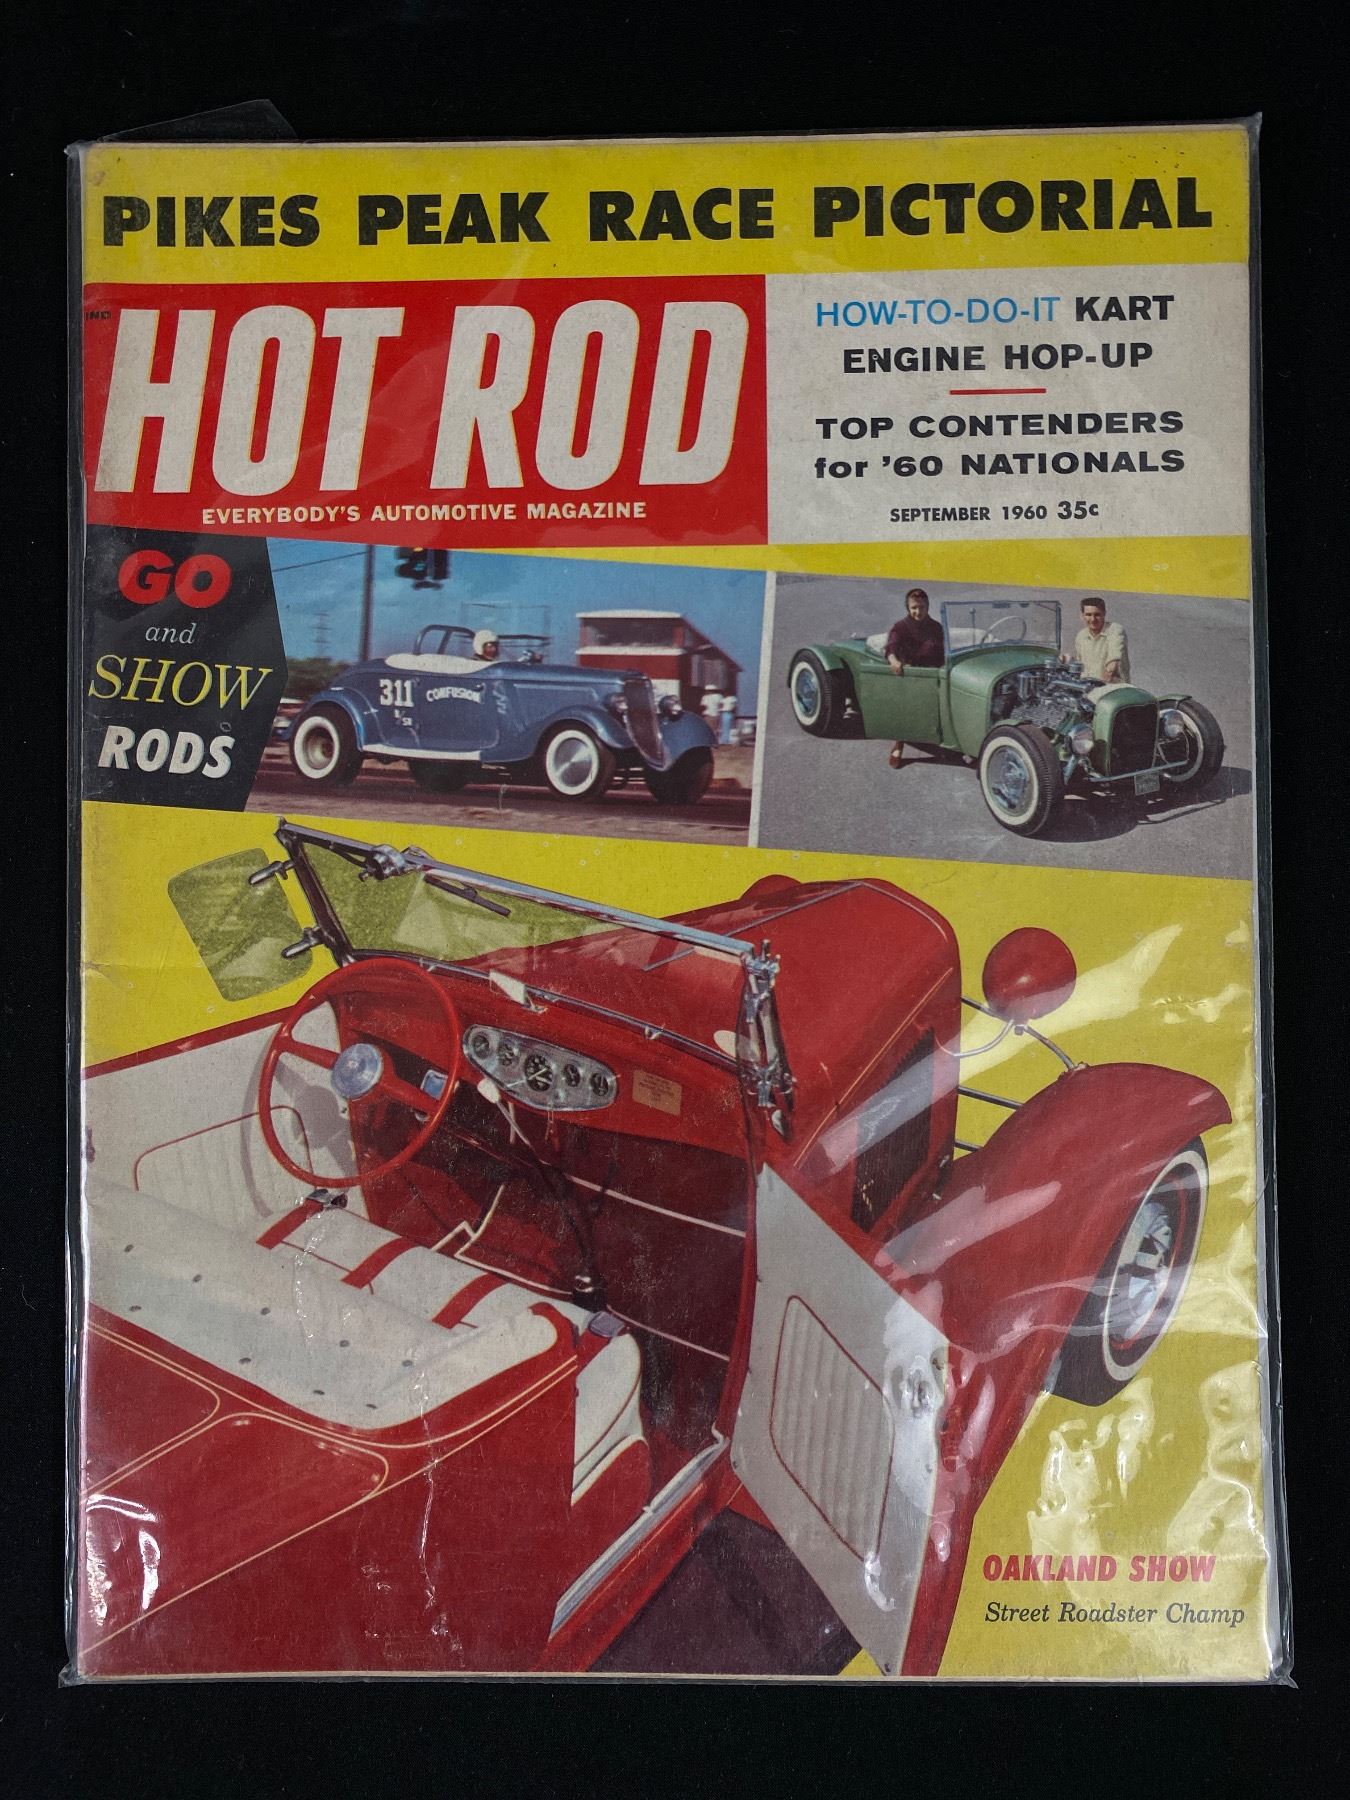 PIKES PEAK RACE PICTORIAL
IND
HOT ROD
EVERYBODY'S AUTOMOTIVE MAGAZINE
HOW-TO-DO-IT KART
ENGINE HOP-UP
TOP CONTENDERS
for '60 NATIONALS
SEPTEMBER 1960 35c
GO
and
SHOW
RODS
311
CONFUSION
OAKLAND SHOW
Street Roadster Champ